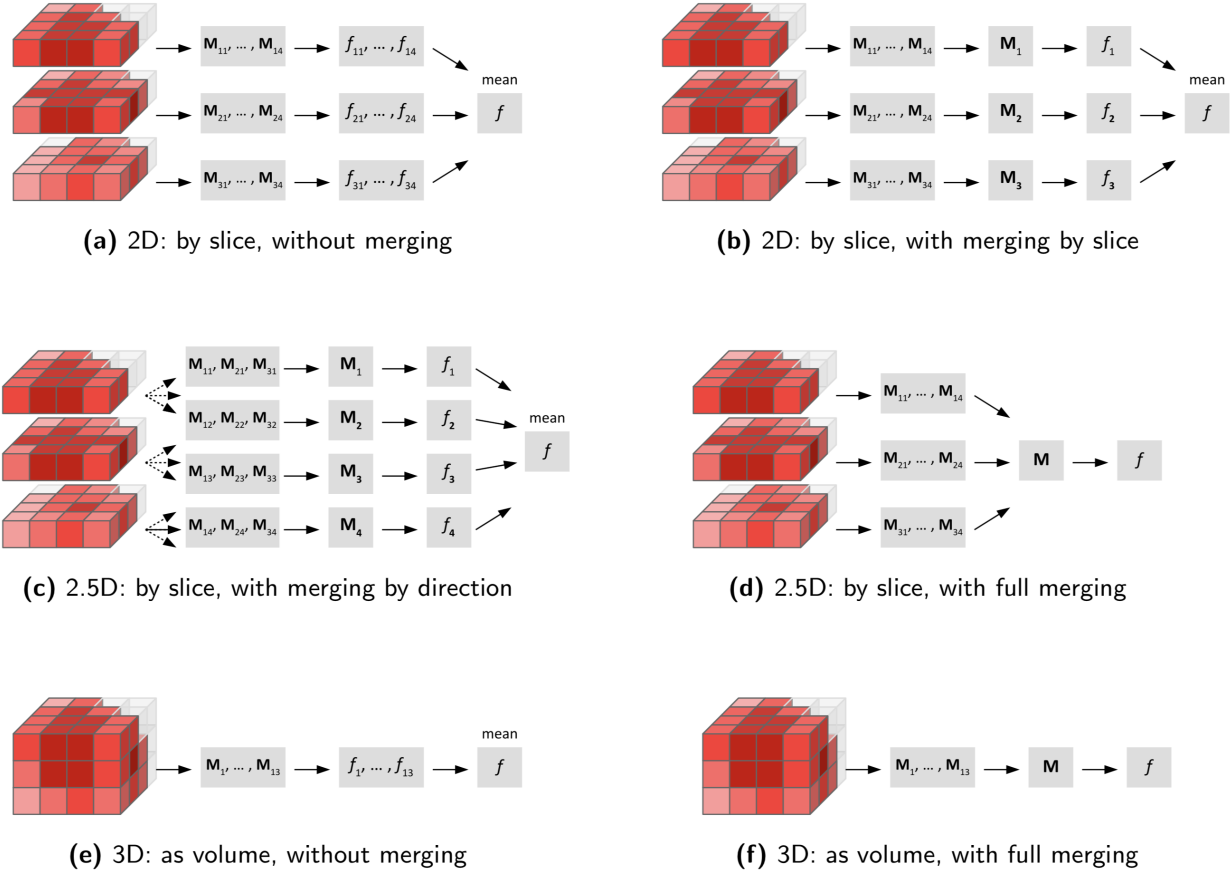 M₁₁, … , M₁₄
f₁₁, … , f₁₄
mean
M₂₁, … , M₂₄
f₂₁, … , f₂₄
f
M₃₁, … , M₃₄
f₃₁, … , f₃₄
(a) 2D: by slice, without merging
M₁₁, … , M₁₄
M₁
f₁
mean
M₂₁, … , M₂₄
M₂
f₂
f
M₃₁, … , M₃₄
M₃
f₃
(b) 2D: by slice, with merging by slice
M₁₁, M₂₁, M₃₁
M₁
f₁
M₁₂, M₂₂, M₃₂
M₂
f₂
mean
f
M₁₃, M₂₃, M₃₃
M₃
f₃
M₁₄, M₂₄, M₃₄
M₄
f₄
(c) 2.5D: by slice, with merging by direction
M₁₁, … , M₁₄
M₂₁, … , M₂₄
M
f
M₃₁, … , M₃₄
(d) 2.5D: by slice, with full merging
mean
M₁, … , M₁₃
f₁, … , f₁₃
f
(e) 3D: as volume, without merging
M₁, … , M₁₃
M
f
(f) 3D: as volume, with full merging